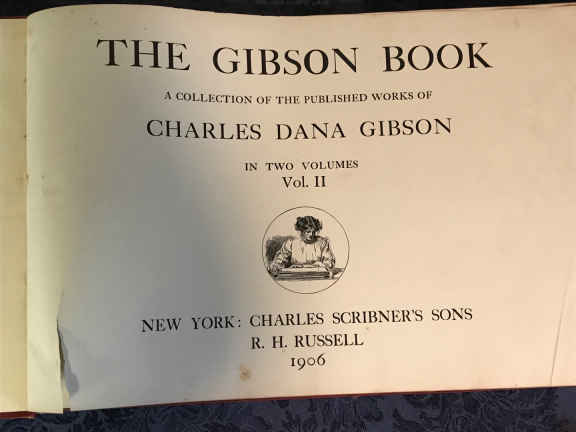 THE GIBSON BOOK
A COLLECTION OF THE PUBLISHED WORKS OF
CHARLES DANA GIBSON
IN TWO VOLUMES
Vol. II
NEW YORK: CHARLES SCRIBNER'S SONS
R. H. RUSSELL
1906